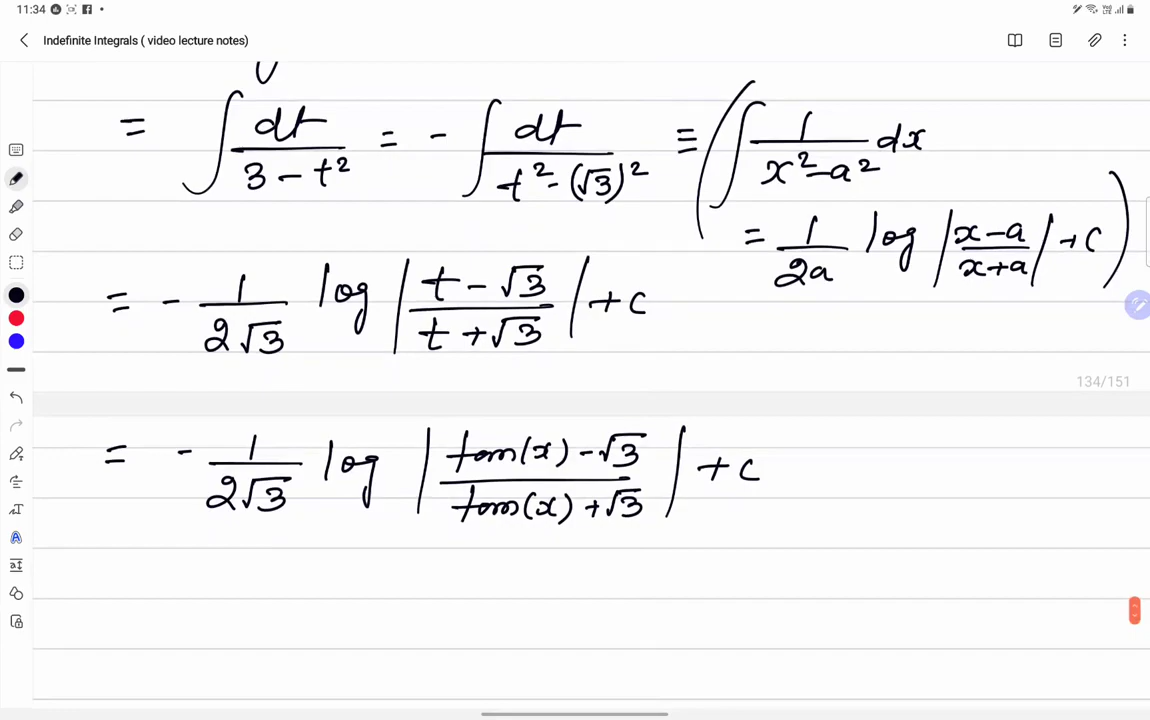 11:34
Indefinite Integrals ( video lecture notes)
= ∫ dt / (3 - t²) = - ∫ dt / (t² - (√3)²) ≡ ( ∫ 1 / (x² - a²) dx
= 1 / 2a log | (x - a) / (x + a) | + c )
= - 1 / 2√3 log | (t - √3) / (t + √3) | + c
134/151
= - 1 / 2√3 log | (tan(x) - √3) / (tan(x) + √3) | + c